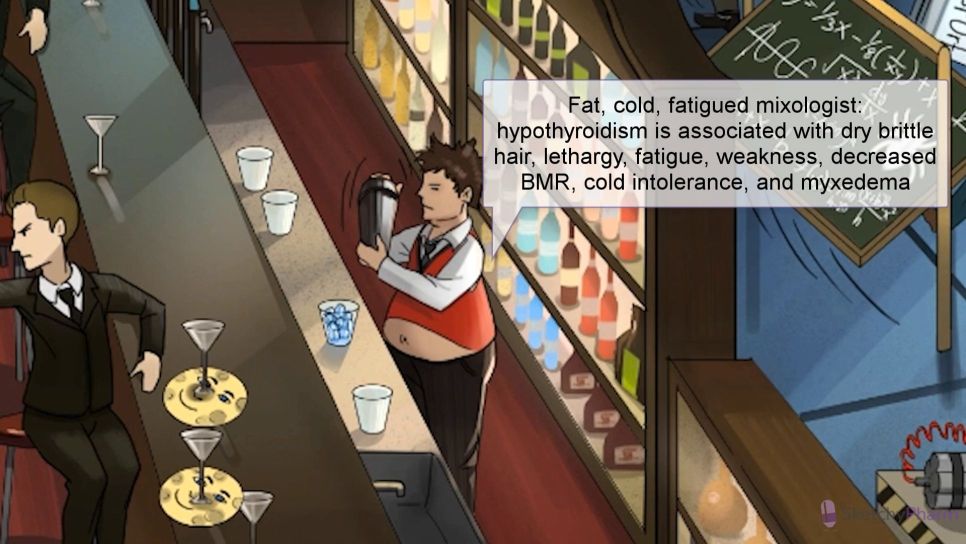 Fat, cold, fatigued mixologist:
hypothyroidism is associated with dry brittle
hair, lethargy, fatigue, weakness, decreased
BMR, cold intolerance, and myxedema
SketchyPharm